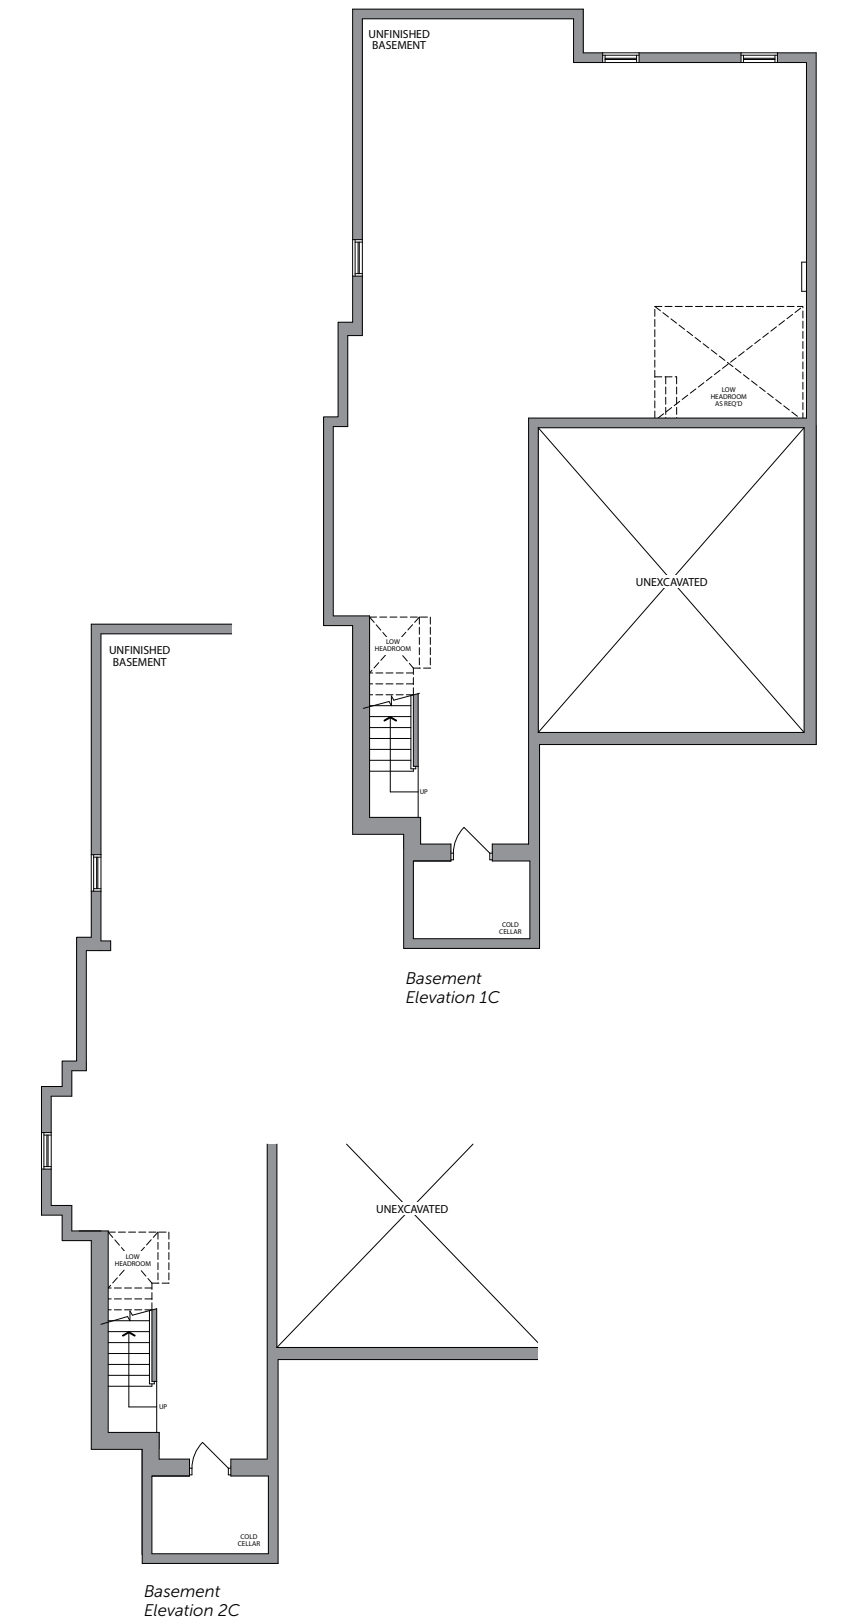 UNFINISHED
BASEMENT
LOW
HEADROOM
AS REQ'D
UNEXCAVATED
LOW
HEADROOM
UP
COLD
CELLAR
Basement
Elevation 1C
UNFINISHED
BASEMENT
UNEXCAVATED
LOW
HEADROOM
UP
COLD
CELLAR
Basement
Elevation 2C